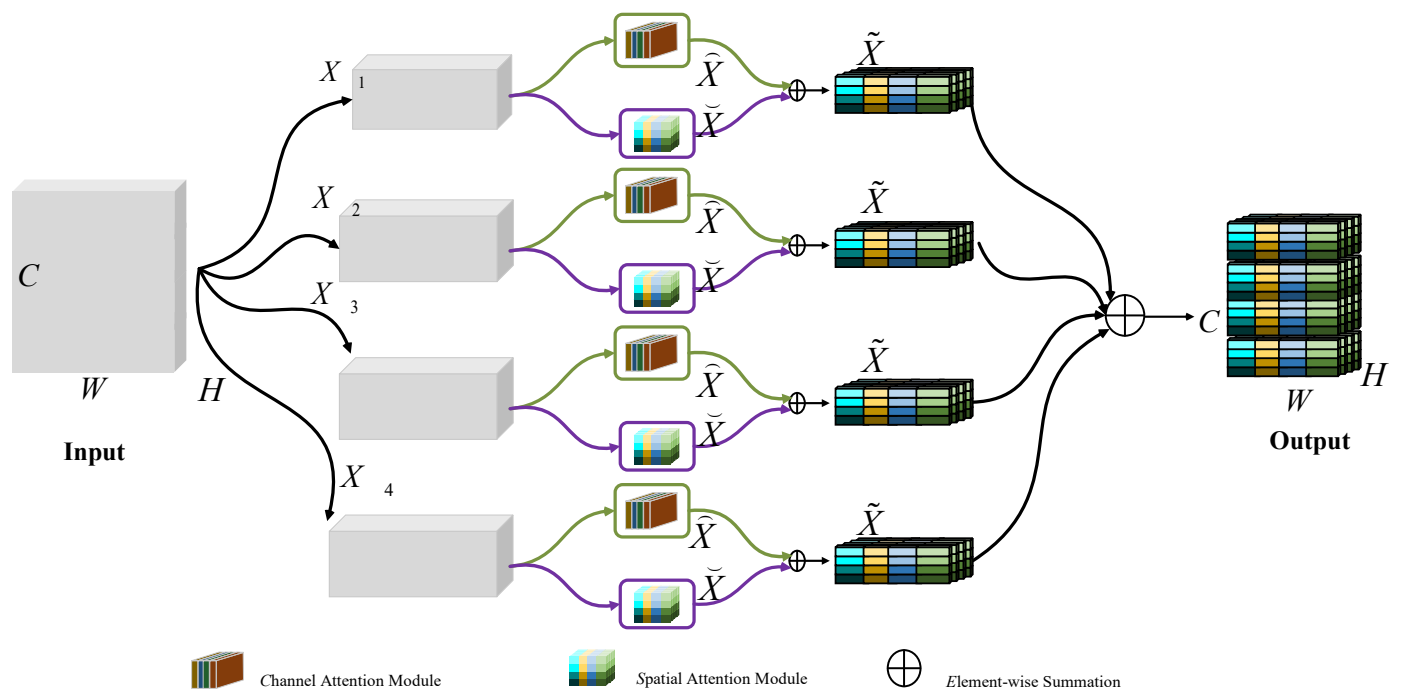 C
W
H
Input
X 1
X 2
X 3
X 4
X̂
X̆
X̃
X̂
X̆
X̃
X̂
X̆
X̃
X̂
X̆
X̃
C
W
H
Output
Channel Attention Module
Spatial Attention Module
Element-wise Summation